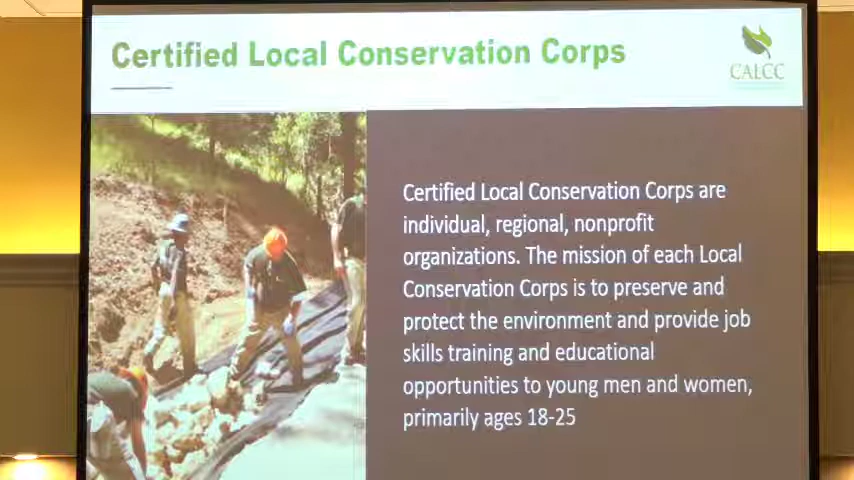 Certified Local Conservation Corps
CALCC
Certified Local Conservation Corps are
individual, regional, nonprofit
organizations. The mission of each Local
Conservation Corps is to preserve and
protect the environment and provide job
skills training and educational
opportunities to young men and women,
primarily ages 18-25